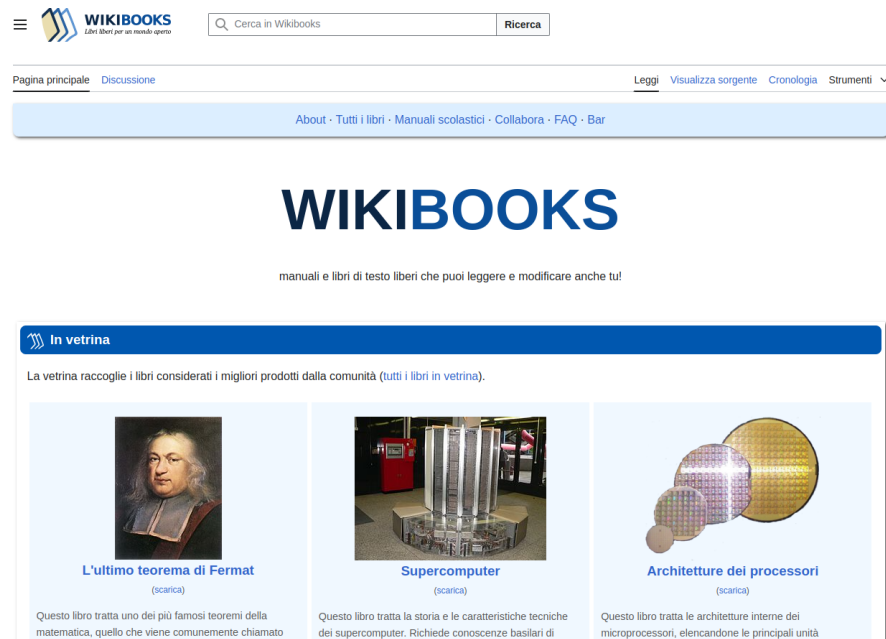 WIKIBOOKS
Libri liberi per un mondo aperto
Cerca in Wikibooks
Ricerca
Pagina principale Discussione
Leggi Visualizza sorgente Cronologia Strumenti
About · Tutti i libri · Manuali scolastici · Collabora · FAQ · Bar
WIKIBOOKS
manuali e libri di testo liberi che puoi leggere e modificare anche tu!
In vetrina
La vetrina raccoglie i libri considerati i migliori prodotti dalla comunità (tutti i libri in vetrina).
L'ultimo teorema di Fermat
(scarica)
Questo libro tratta uno dei più famosi teoremi della
matematica, quello che viene comunemente chiamato
Supercomputer
(scarica)
Questo libro tratta la storia e le caratteristiche tecniche
dei supercomputer. Richiede conoscenze basilari di
Architetture dei processori
(scarica)
Questo libro tratta le architetture interne dei
microprocessori, elencandone le principali unità